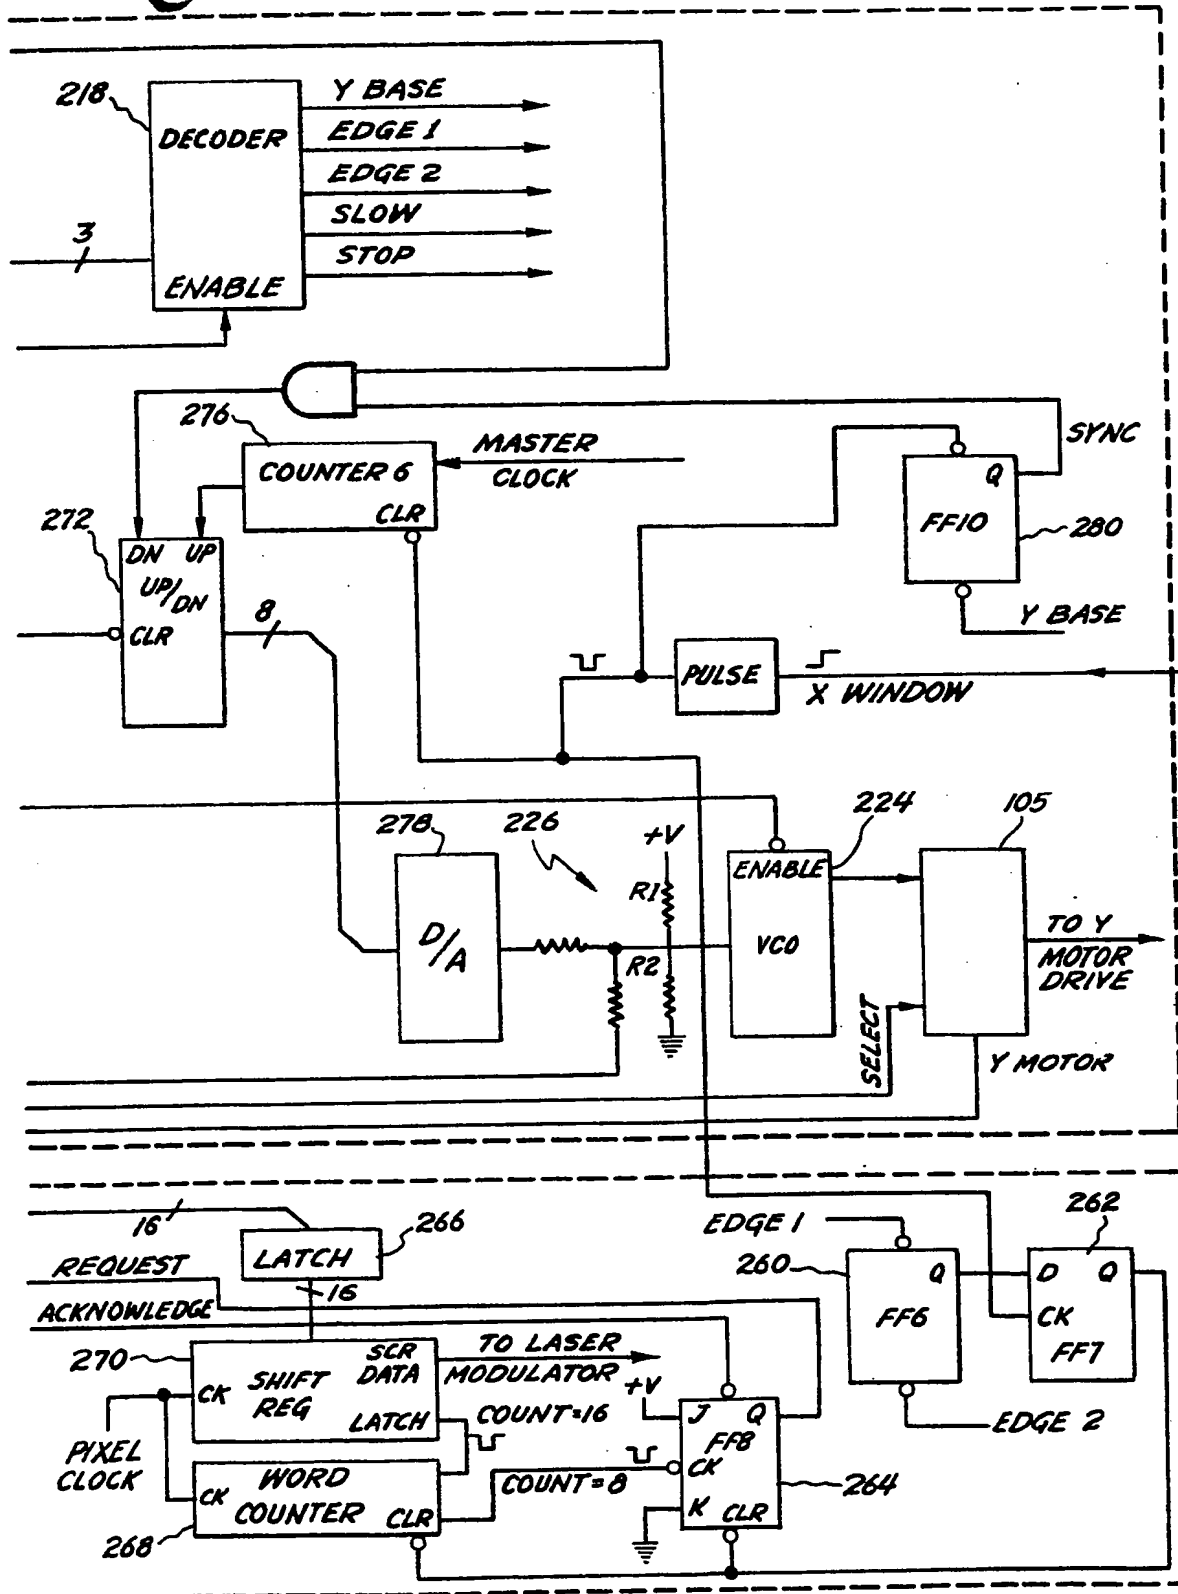 218
DECODER
Y BASE
EDGE 1
EDGE 2
SLOW
STOP
3
ENABLE
276
COUNTER 6
CLR
MASTER
CLOCK
SYNC
Q
FF10
280
Y BASE
272
DN UP
UP/DN
CLR
8
PULSE
X WINDOW
278
D/A
226
+V
R1
R2
224
ENABLE
VCO
105
TO Y
MOTOR
DRIVE
SELECT
Y MOTOR
16
LATCH
266
REQUEST
16
ACKNOWLEDGE
270
SCR
DATA
CK
SHIFT
REG
LATCH
TO LASER
MODULATOR
COUNT=16
PIXEL
CLOCK
CK
WORD
COUNTER
CLR
268
COUNT=8
+V
J Q
FF8
CK
K CLR
264
EDGE 1
260
Q
FF6
EDGE 2
262
D Q
CK
FF7